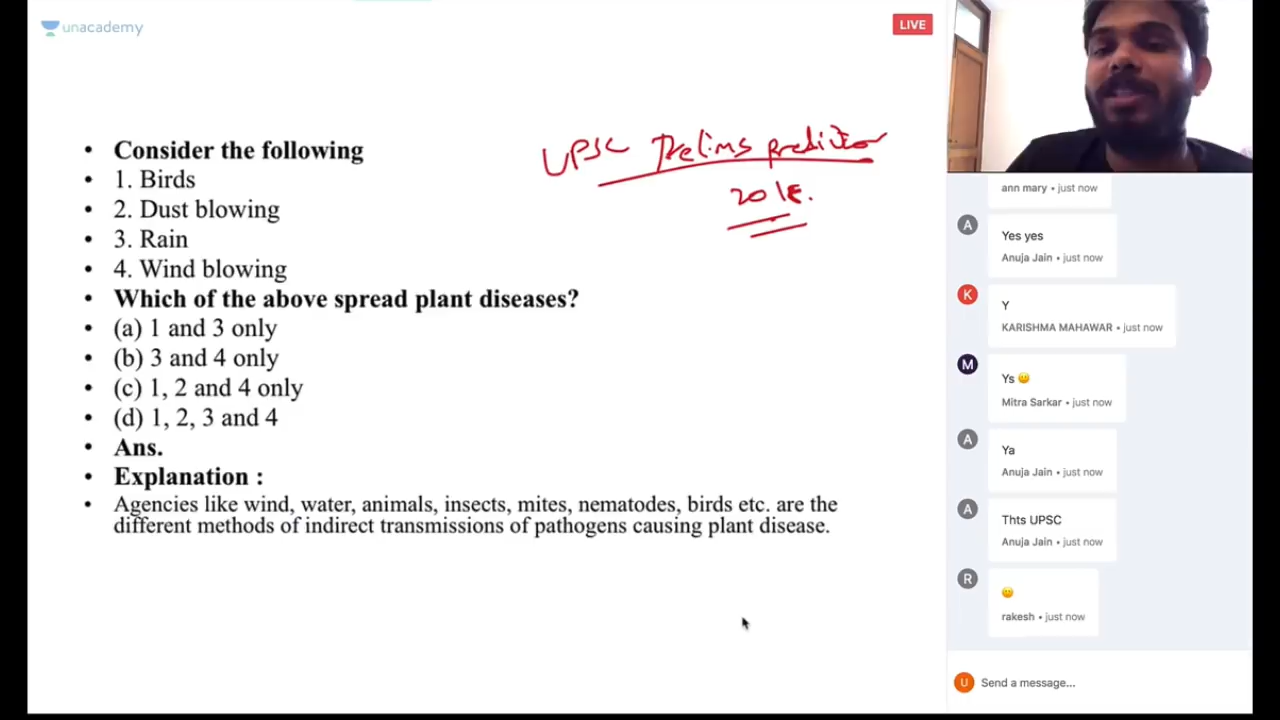 unacademy
LIVE
• Consider the following
• 1. Birds
• 2. Dust blowing
• 3. Rain
• 4. Wind blowing
• Which of the above spread plant diseases?
• (a) 1 and 3 only
• (b) 3 and 4 only
• (c) 1, 2 and 4 only
• (d) 1, 2, 3 and 4
• Ans.
• Explanation :
• Agencies like wind, water, animals, insects, mites, nematodes, birds etc. are the
different methods of indirect transmissions of pathogens causing plant disease.
UPSC Prelims
ann mary • just now
A
Yes yes
Anuja Jain • just now
K
Y
KARISHMA MAHAWAR • just now
M
Ys 🙂
Mitra Sarkar • just now
A
Ya
Anuja Jain • just now
A
Thts UPSC
Anuja Jain • just now
R
🙂
rakesh • just now
U
Send a message...